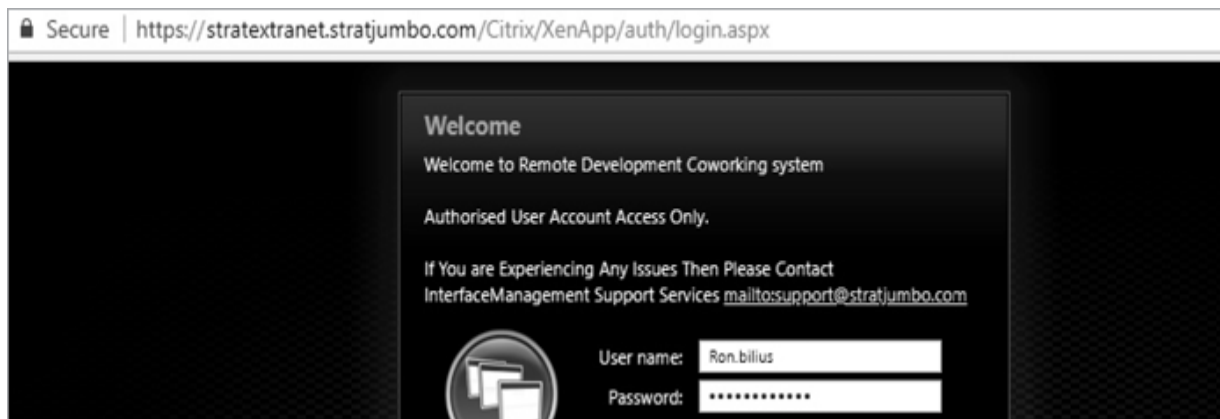 Secure | https://stratextranet.stratjumbo.com/Citrix/XenApp/auth/login.aspx
Welcome
Welcome to Remote Development Coworking system
Authorised User Account Access Only.
If You are Experiencing Any Issues Then Please Contact
InterfaceManagement Support Services mailto:support@stratjumbo.com
User name: Ron.bilius
Password: ••••••••••••